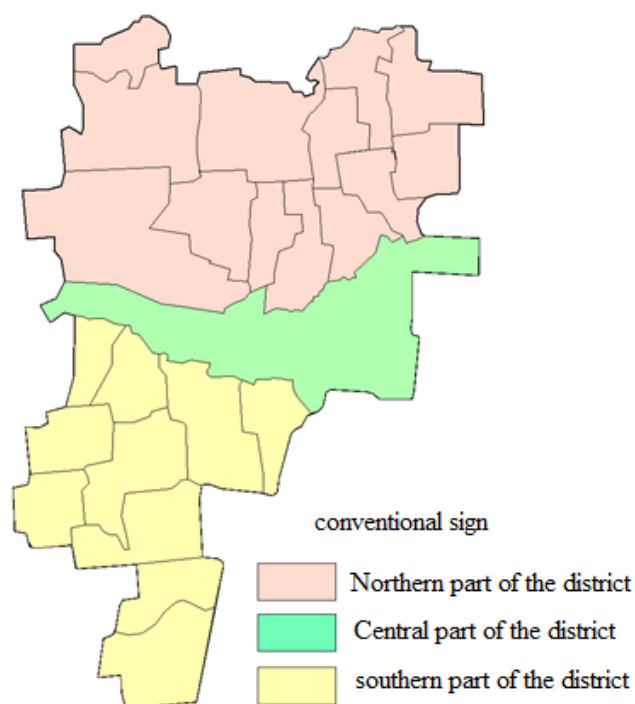 conventional sign
Northern part of the district
Central part of the district
southern part of the district